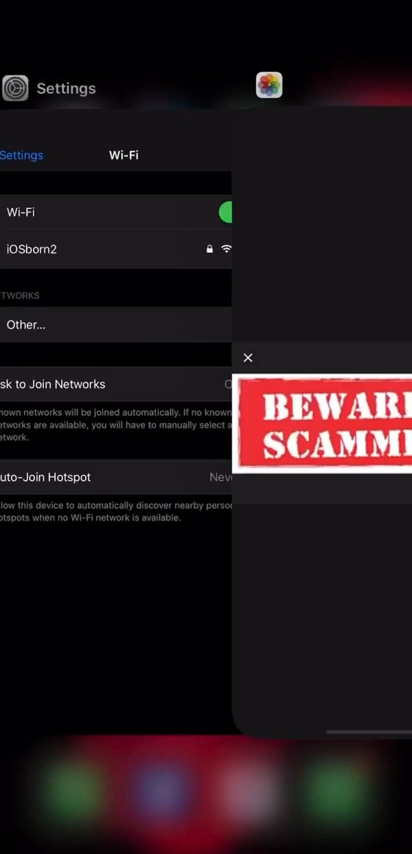 Settings
Settings
Wi-Fi
Wi-Fi
iOSborn2
TWORKS
Other...
sk to Join Networks
nown networks will be joined automatically. If no known
etworks are available, you will have to manually select a
etwork.
uto-Join Hotspot
Nev
low this device to automatically discover nearby person
otspots when no Wi-Fi network is available.
BEWAR
SCAMM